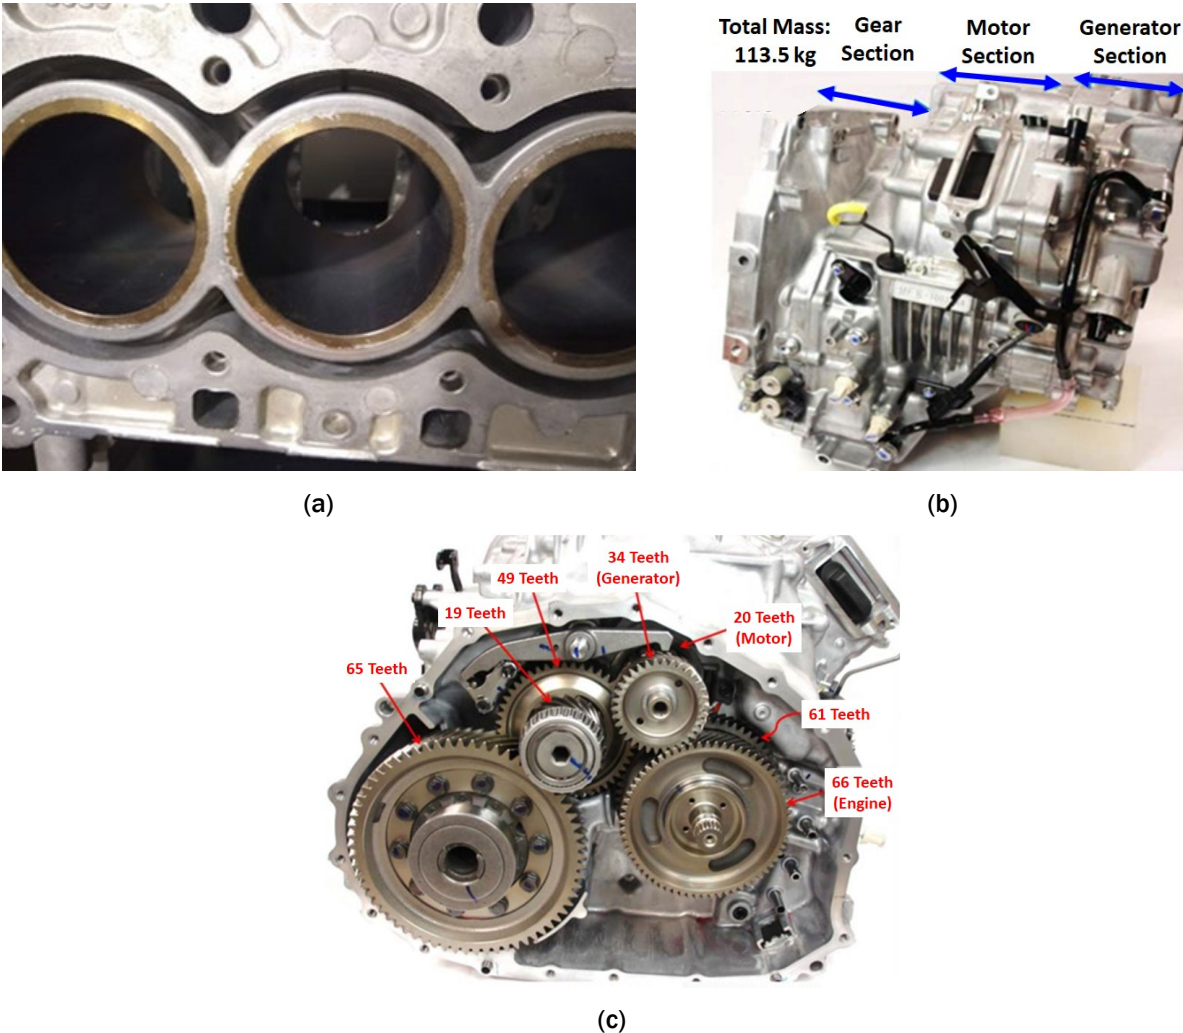 Total Mass:
113.5 kg
Gear
Section
Motor
Section
Generator
Section
(a)
(b)
34 Teeth
(Generator)
49 Teeth
19 Teeth
20 Teeth
(Motor)
65 Teeth
61 Teeth
66 Teeth
(Engine)
(c)